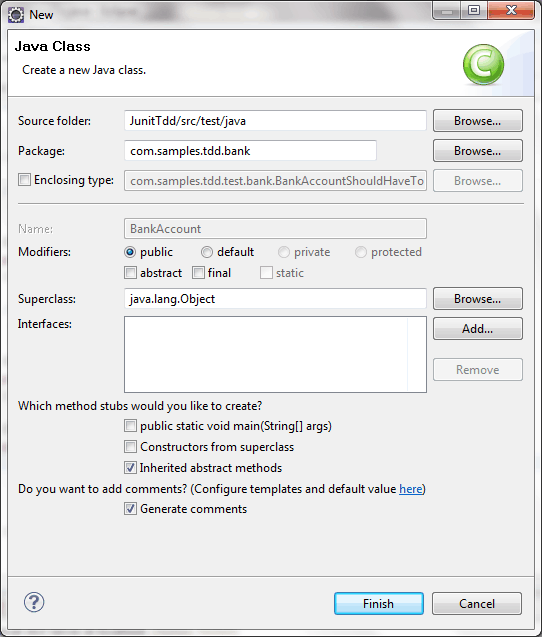 New
Java Class
Create a new Java class.
C
Source folder: JunitTdd/src/test/java Browse...
Package: com.samples.tdd.bank Browse...
Enclosing type: com.samples.tdd.test.bank.BankAccountShouldHaveTo Browse...
Name: BankAccount
Modifiers: public default private protected
abstract final static
Superclass: java.lang.Object Browse...
Interfaces: Add...
Remove
Which method stubs would you like to create?
public static void main(String[] args)
Constructors from superclass
Inherited abstract methods
Do you want to add comments? (Configure templates and default value here)
Generate comments
? Finish Cancel